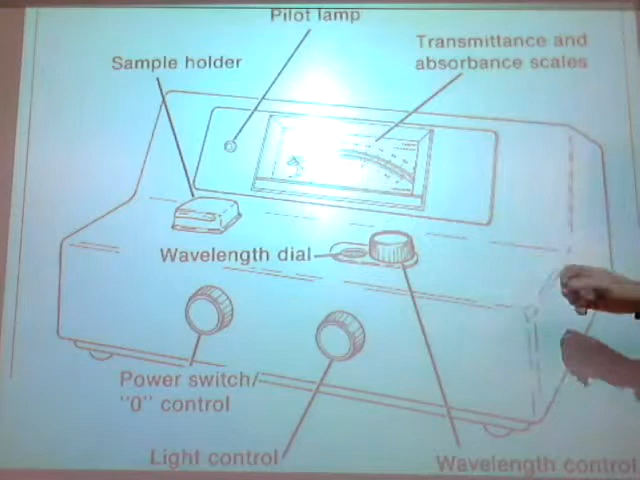 Pilot lamp
Sample holder
Transmittance and
absorbance scales
Wavelength dial
Power switch/
"0" control
Light control
Wavelength control